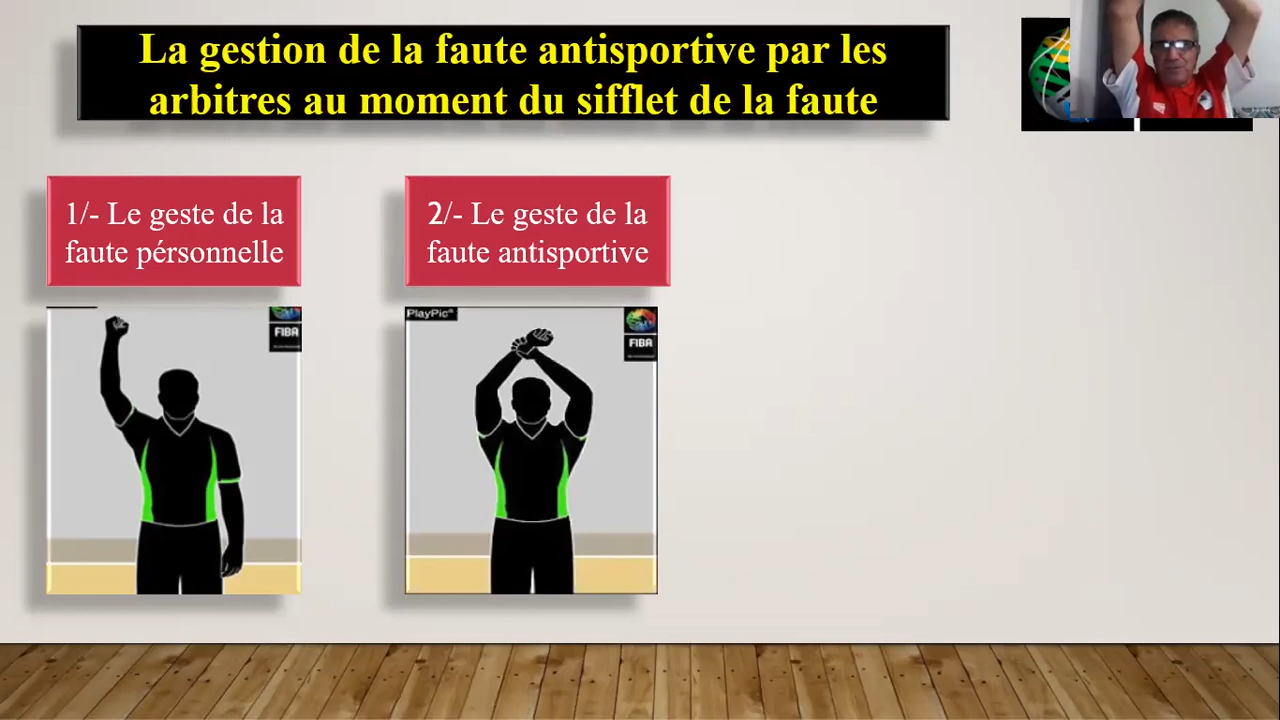 La gestion de la faute antisportive par les
arbitres au moment du sifflet de la faute
1/- Le geste de la
faute pérsonnelle
2/- Le geste de la
faute antisportive
FIBA
PlayPic®
FIBA